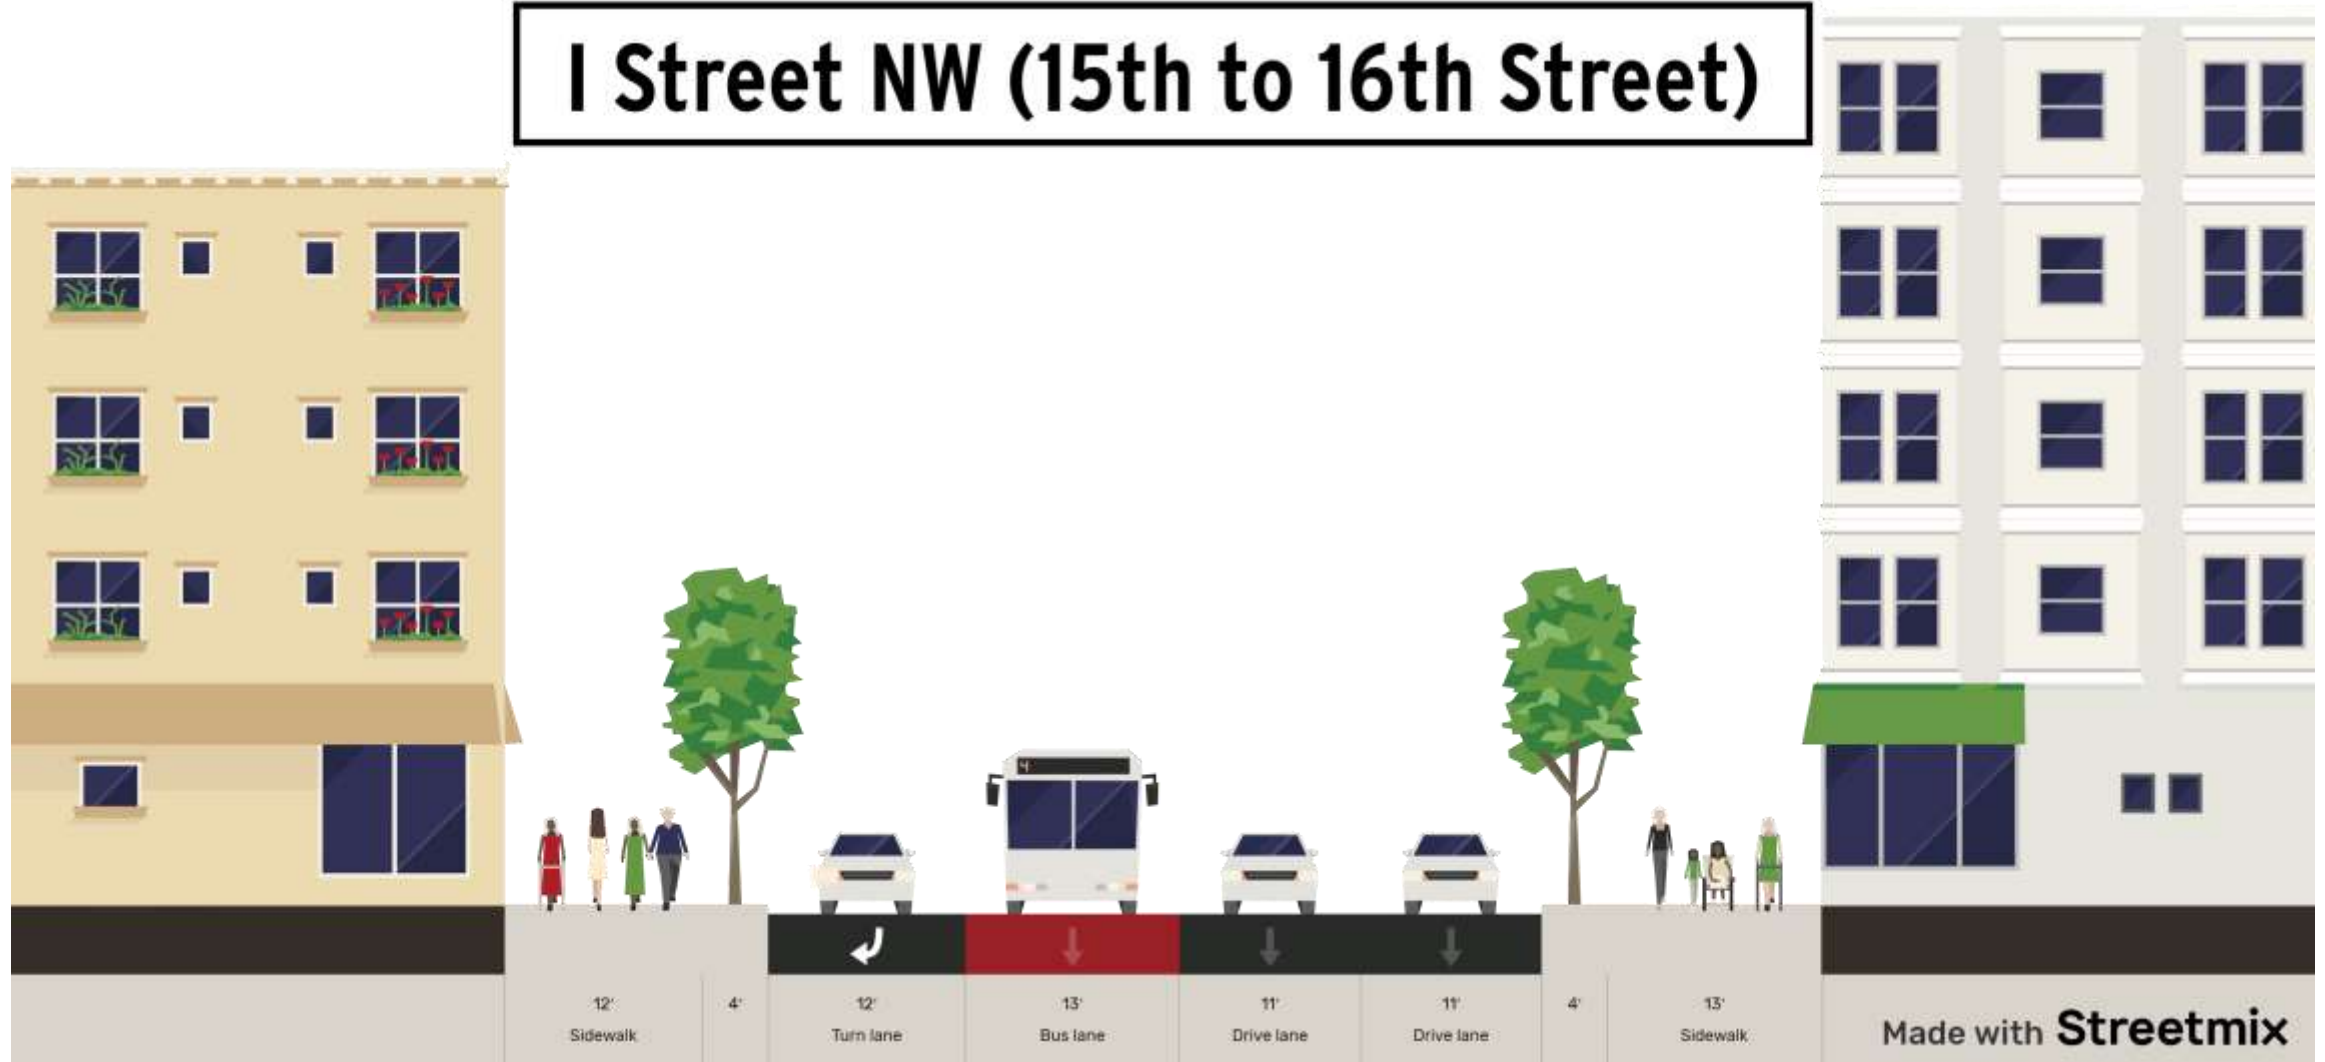 I Street NW (15th to 16th Street)
4
12' 4' 12' 13' 11' 11' 4' 13'
Sidewalk Turn lane Bus lane Drive lane Drive lane Sidewalk
Made with Streetmix